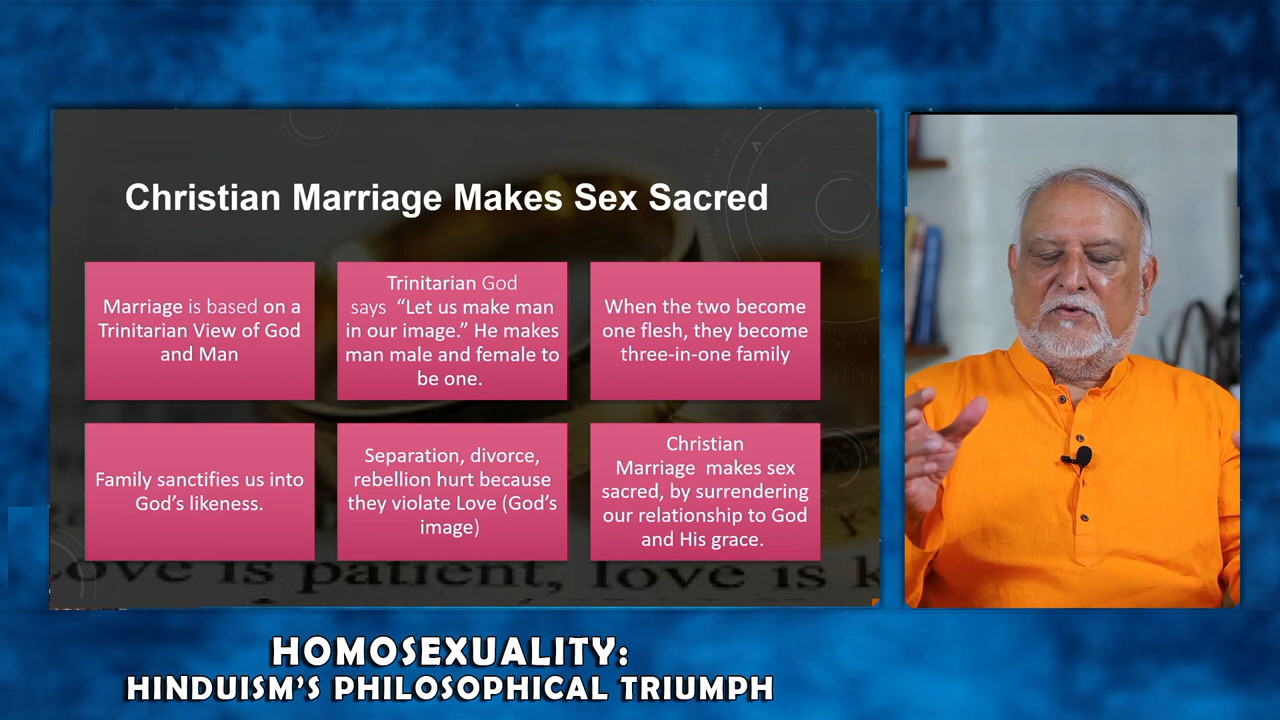 Christian Marriage Makes Sex Sacred
Marriage is based on a
Trinitarian View of God
and Man
Trinitarian God
says “Let us make man
in our image.” He makes
man male and female to
be one.
When the two become
one flesh, they become
three-in-one family
Family sanctifies us into
God’s likeness.
Separation, divorce,
rebellion hurt because
they violate Love (God’s
image)
Christian
Marriage makes sex
sacred, by surrendering
our relationship to God
and His grace.
love is patient, love is k
HOMOSEXUALITY:
HINDUISM’S PHILOSOPHICAL TRIUMPH